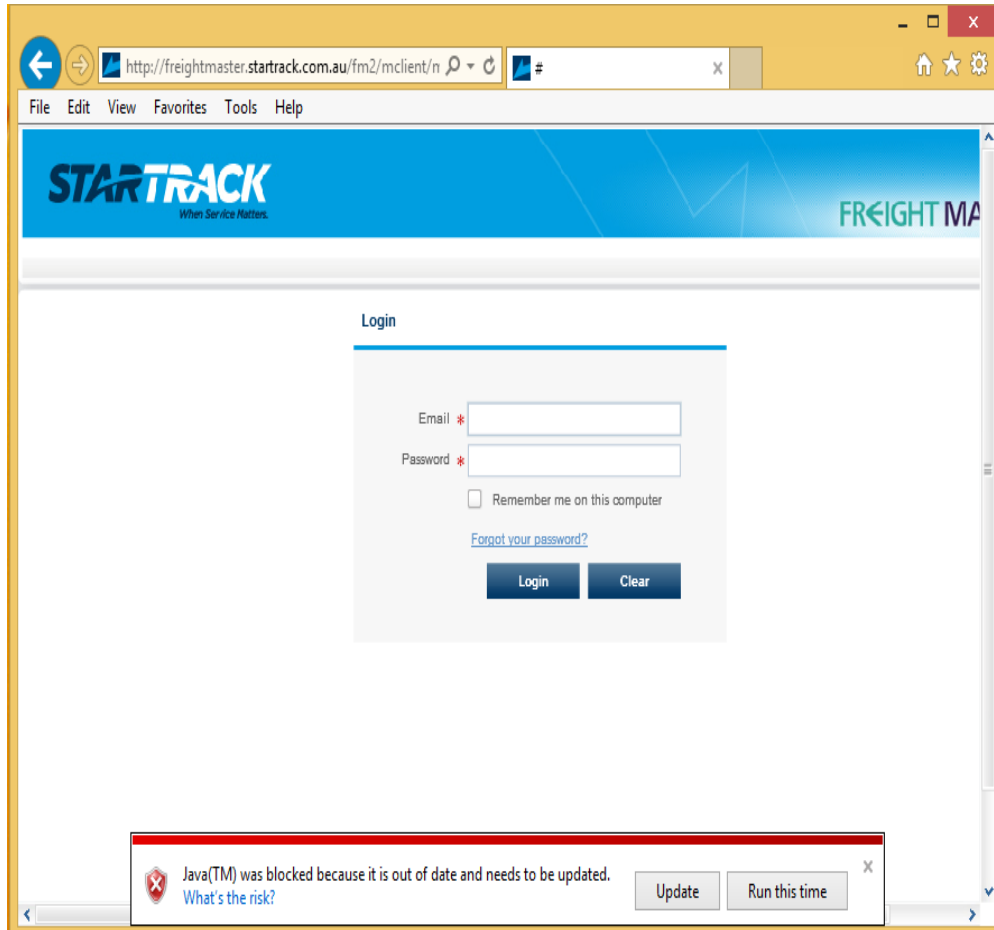 http://freightmaster.startrack.com.au/fm2/mclient/n
#
File Edit View Favorites Tools Help
STARTRACK
When Service Matters.
FREIGHT MA
Login
Email *
Password *
Remember me on this computer
Forgot your password?
Login Clear
Java(TM) was blocked because it is out of date and needs to be updated.
What's the risk?
Update Run this time